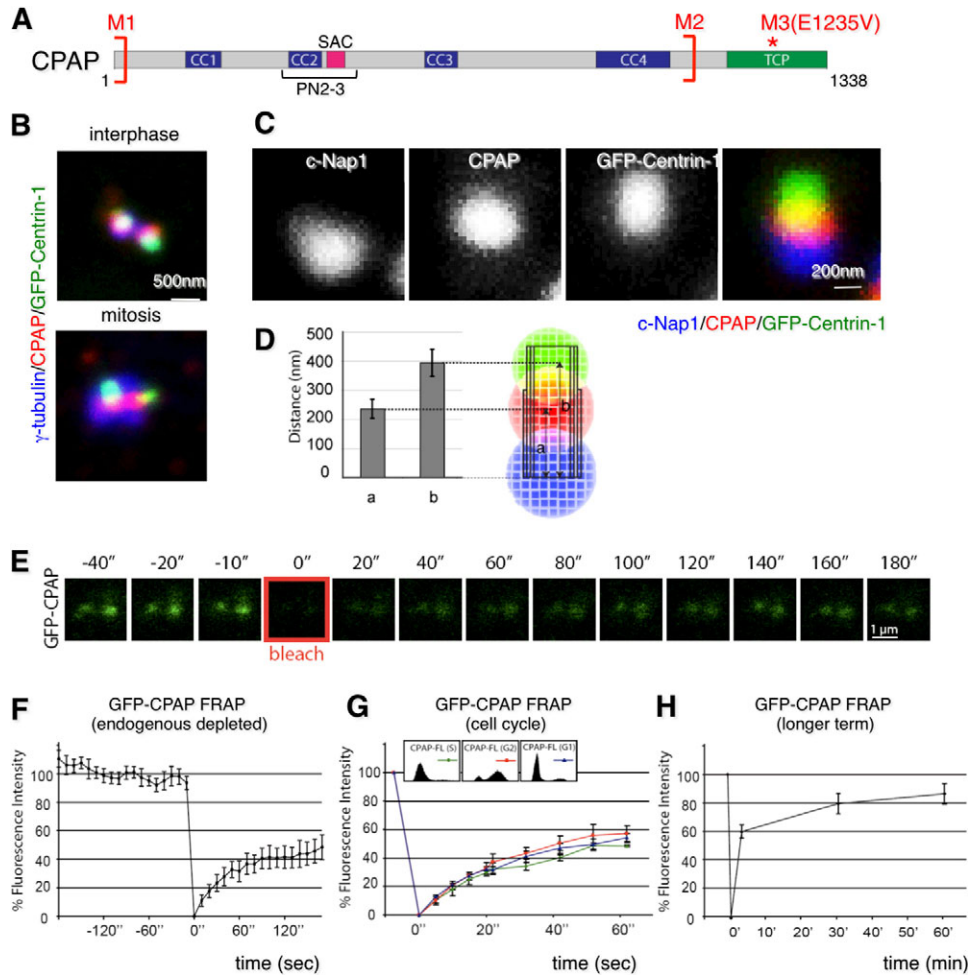 A
M1
M2
M3(E1235V)
*
SAC
CPAP
CC1
CC2
CC3
CC4
TCP
1
1338
PN2-3
B
interphase
500nm
mitosis
γ-tubulin/CPAP/GFP-Centrin-1
C
c-Nap1
CPAP
GFP-Centrin-1
200nm
c-Nap1/CPAP/GFP-Centrin-1
D
Distance (nm)
500
400
300
200
100
0
a
b
a
b
E
-40″ -20″ -10″ 0″ 20″ 40″ 60″ 80″ 100″ 120″ 140″ 160″ 180″
GFP-CPAP
1 μm
bleach
F
GFP-CPAP FRAP
(endogenous depleted)
% Fluorescence Intensity
100
80
60
40
20
0
-120'' -60'' 0'' 60'' 120''
time (sec)
G
GFP-CPAP FRAP
(cell cycle)
CPAP-FL (S)
CPAP-FL (G2)
CPAP-FL (G1)
% Fluorescence Intensity
100
80
60
40
20
0
0'' 20'' 40'' 60''
time (sec)
H
GFP-CPAP FRAP
(longer term)
% Fluorescence Intensity
100
80
60
40
20
0
0' 10' 20' 30' 40' 50' 60'
time (min)